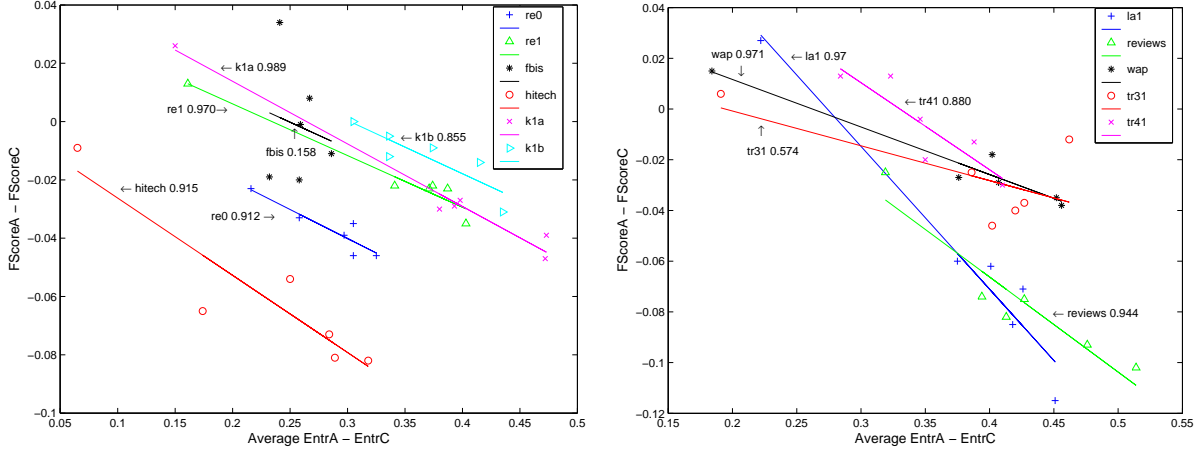 0.04
0.02
0
−0.02
−0.04
−0.06
−0.08
−0.1
FScoreA − FScoreC
0.05 0.1 0.15 0.2 0.25 0.3 0.35 0.4 0.45 0.5
Average EntrA − EntrC
← k1a 0.989
re1 0.970→
↑
fbis 0.158
← k1b 0.855
← hitech 0.915
re0 0.912 →
re0
re1
fbis
hitech
k1a
k1b
0.04
0.02
0
−0.02
−0.04
−0.06
−0.08
−0.1
−0.12
FScoreA − FScoreC
0.15 0.2 0.25 0.3 0.35 0.4 0.45 0.5 0.55
Average EntrA − EntrC
wap 0.971
↓
← la1 0.97
← tr41 0.880
↑
tr31 0.574
← reviews 0.944
la1
reviews
wap
tr31
tr41